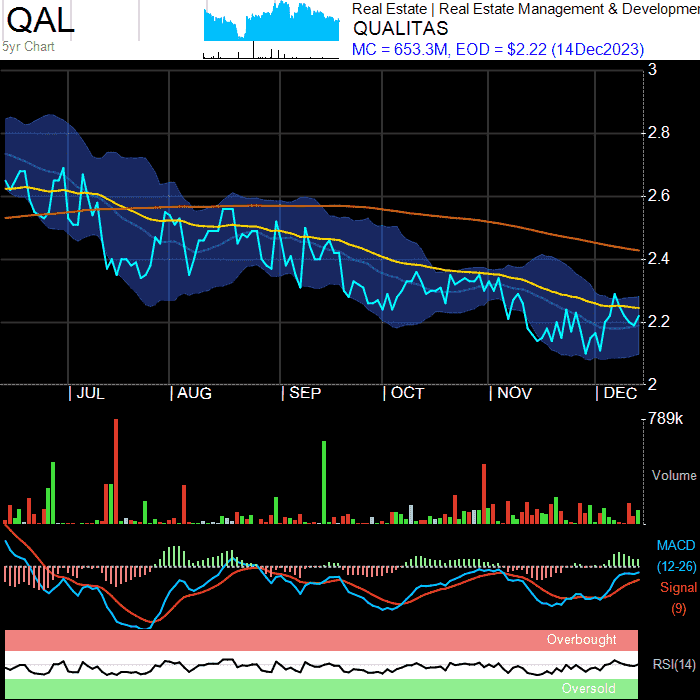 QAL
5yr Chart
Real Estate | Real Estate Management & Developmen
QUALITAS
MC = 653.3M, EOD = $2.22 (14Dec2023)
3
2.8
2.6
2.4
2.2
2
JUL AUG SEP OCT NOV DEC
789k
Volume
MACD
(12-26)
Signal
(9)
Overbought
RSI(14)
Oversold